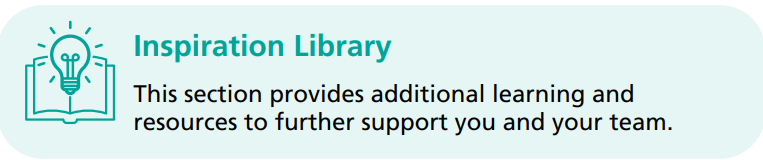 Inspiration Library
This section provides additional learning and
resources to further support you and your team.